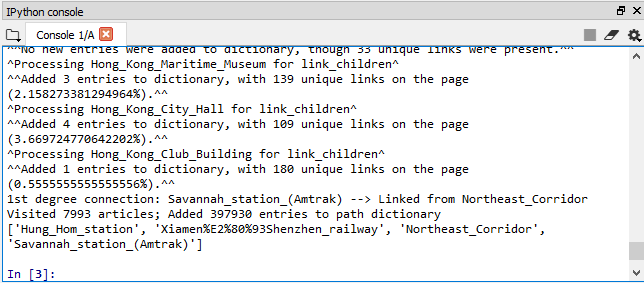 IPython console
Console 1/A
^^No new entries were added to dictionary, though 33 unique links were present.^^
^Processing Hong_Kong_Maritime_Museum for link_children^
^^Added 3 entries to dictionary, with 139 unique links on the page
(2.158273381294964%).^^
^Processing Hong_Kong_City_Hall for link_children^
^^Added 4 entries to dictionary, with 109 unique links on the page
(3.669724770642202%).^^
^Processing Hong_Kong_Club_Building for link_children^
^^Added 1 entries to dictionary, with 180 unique links on the page
(0.5555555555555556%).^^
1st degree connection: Savannah_station_(Amtrak) --> Linked from Northeast_Corridor
Visited 7993 articles; Added 397930 entries to path dictionary
['Hung_Hom_station', 'Xiamen%E2%80%93Shenzhen_railway', 'Northeast_Corridor',
'Savannah_station_(Amtrak)']
In [3]: